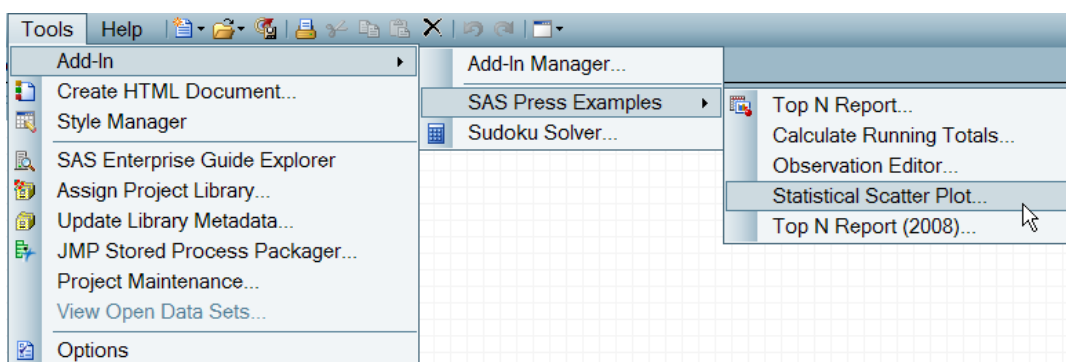 Tools Help
Add-In
Create HTML Document...
Style Manager
SAS Enterprise Guide Explorer
Assign Project Library...
Update Library Metadata...
JMP Stored Process Packager...
Project Maintenance...
View Open Data Sets...
Options
Add-In Manager...
SAS Press Examples
Sudoku Solver...
Top N Report...
Calculate Running Totals...
Observation Editor...
Statistical Scatter Plot...
Top N Report (2008)...